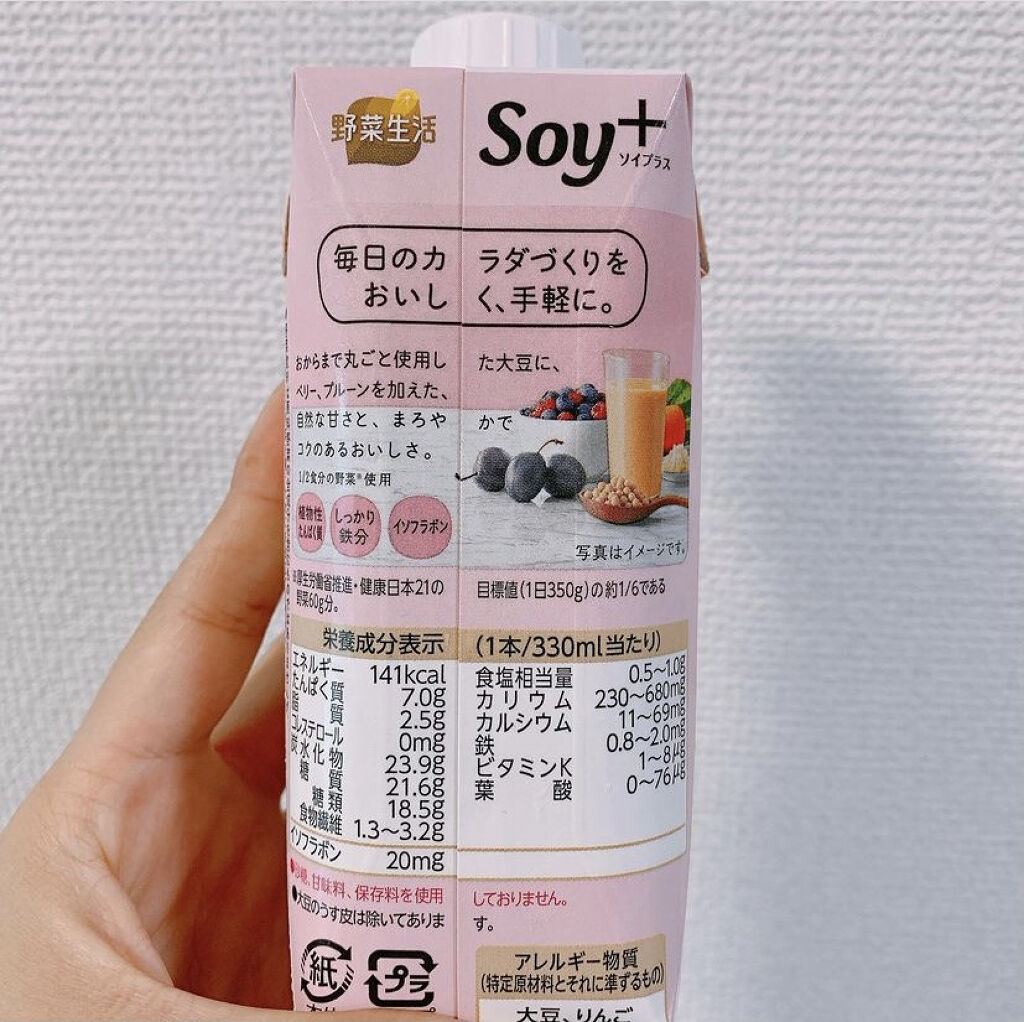 野菜生活
Soy+
ソイプラス
毎日のカラダづくりを
おいしく、手軽に。
おからまで丸ごと使用した大豆に、
ベリー、プルーンを加えた、
自然な甘さと、まろやかで
コクのあるおいしさ。
1/2食分の野菜※使用
植物性たんぱく質
しっかり鉄分
イソフラボン
写真はイメージです。
※厚生労働省推進・健康日本21の目標値(1日350g)の約1/6である
野菜60g分。
栄養成分表示(1本/330ml当たり)
エネルギー 141kcal
たんぱく質 7.0g
脂質 2.5g
コレステロール 0mg
炭水化物 23.9g
糖質 21.6g
糖類 18.5g
食物繊維 1.3〜3.2g
食塩相当量 0.5〜1.0g
カリウム 230〜680mg
カルシウム 11〜69mg
鉄 0.8〜2.0mg
ビタミンK 1〜8μg
葉酸 0〜76μg
イソフラボン 20mg
●砂糖、甘味料、保存料を使用しておりません。
●大豆のうす皮は除いてあります。
紙
プラ
アレルギー物質
(特定原材料とそれに準ずるもの)
大豆、りんご